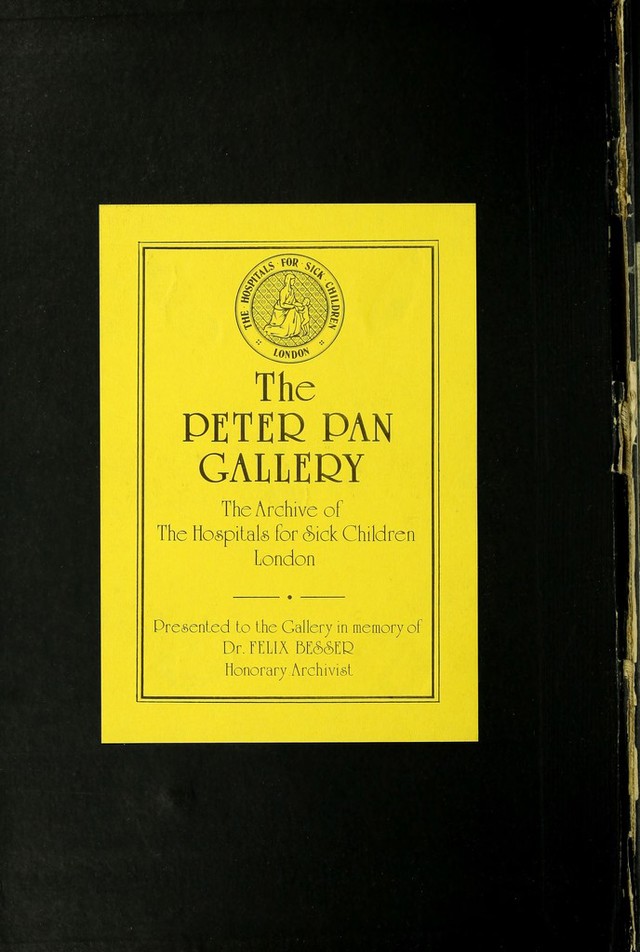 THE HOSPITALS FOR SICK CHILDREN
LONDON
The
PETER PAN
GALLERY
The Archive of
The Hospitals for Sick Children
London
Presented to the Gallery in memory of
Dr. FELIX BESSER
Honorary Archivist